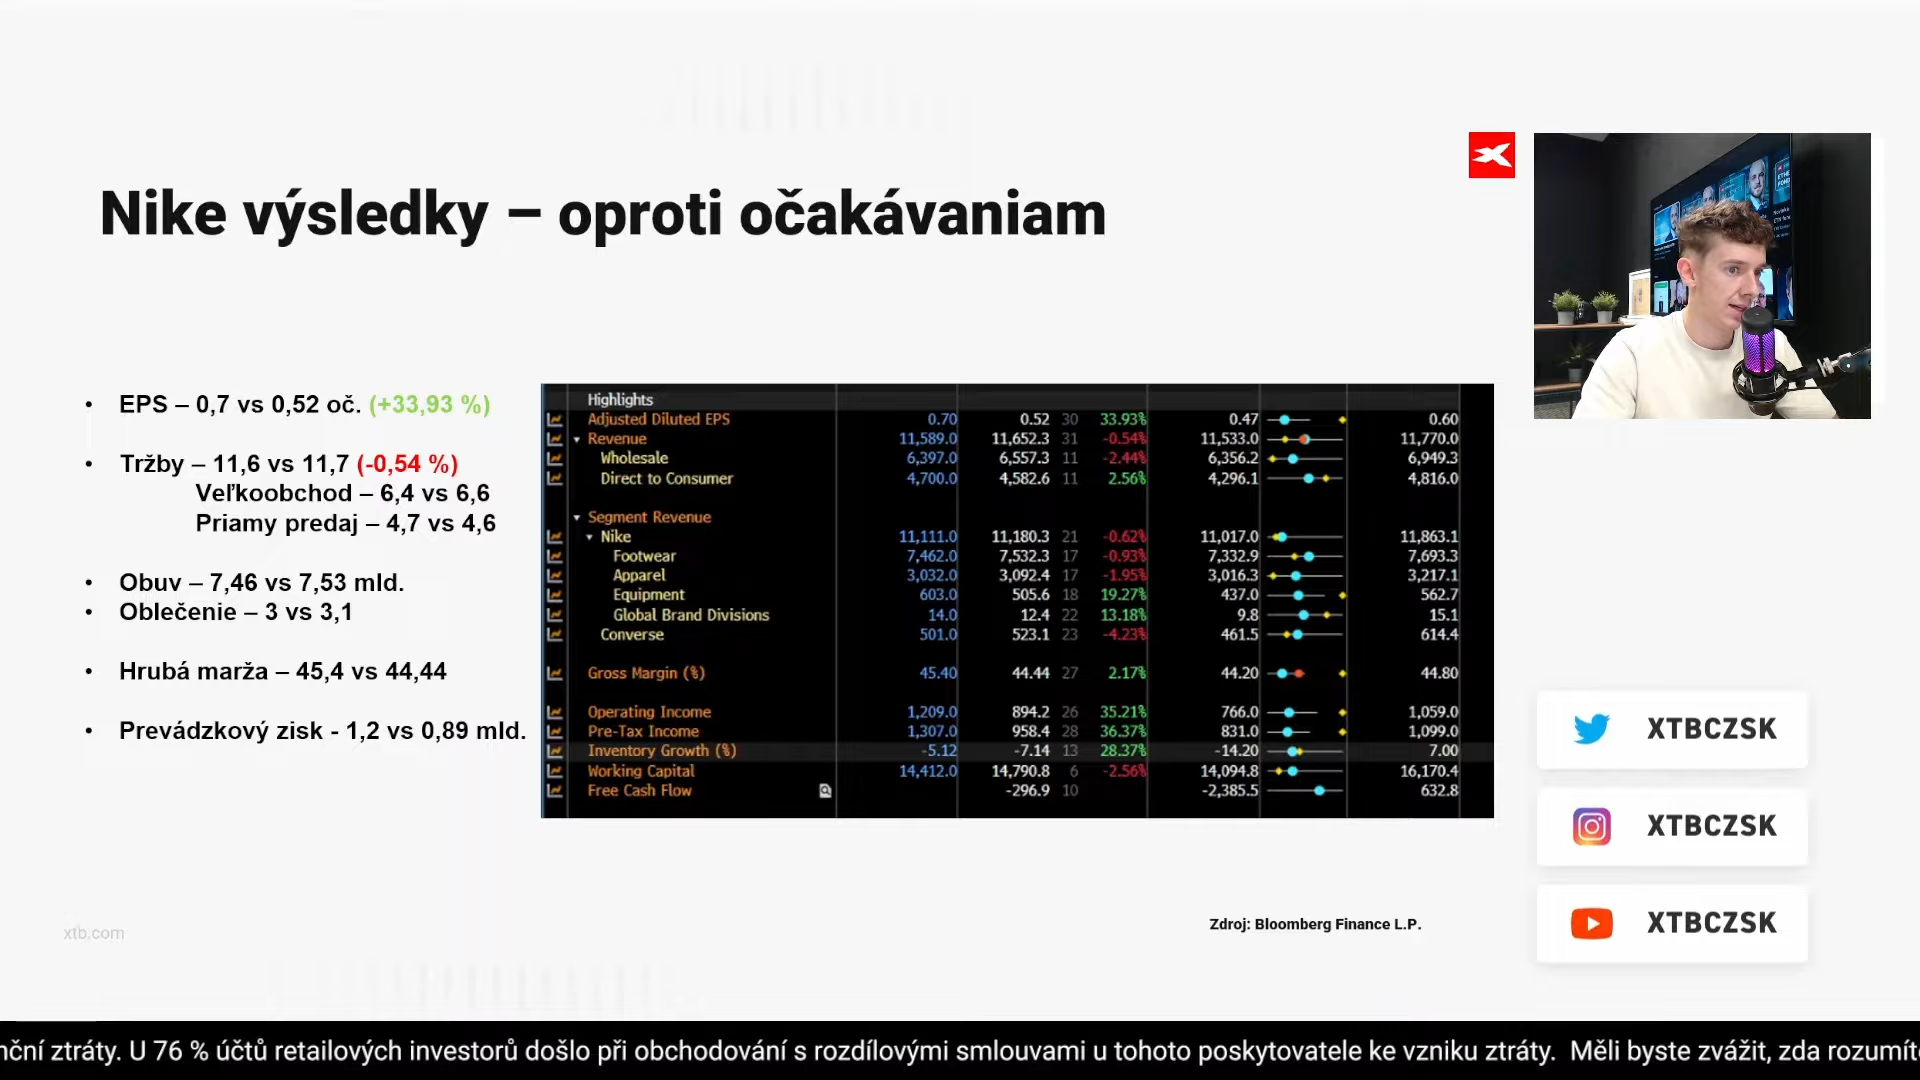 Nike výsledky – oproti očakávaniam
• EPS – 0,7 vs 0,52 oč. (+33,93 %)
• Tržby – 11,6 vs 11,7 (-0,54 %)
Veľkoobchod – 6,4 vs 6,6
Priamy predaj – 4,7 vs 4,6
• Obuv – 7,46 vs 7,53 mld.
• Oblečenie – 3 vs 3,1
• Hrubá marža – 45,4 vs 44,44
• Prevádzkový zisk - 1,2 vs 0,89 mld.
Highlights
Adjusted Diluted EPS 0.70 0.52 30 33.93% 0.47 0.60
Revenue 11,589.0 11,652.3 31 -0.54% 11,533.0 11,770.0
Wholesale 6,397.0 6,557.3 11 -2.44% 6,356.2 6,949.3
Direct to Consumer 4,700.0 4,582.6 11 2.56% 4,296.1 4,816.0
Segment Revenue
Nike 11,111.0 11,180.3 21 -0.62% 11,017.0 11,863.1
Footwear 7,462.0 7,532.3 17 -0.93% 7,332.9 7,693.3
Apparel 3,032.0 3,092.4 17 -1.95% 3,016.3 3,217.1
Equipment 603.0 505.6 18 19.27% 437.0 562.7
Global Brand Divisions 14.0 12.4 22 13.18% 9.8 15.1
Converse 501.0 523.1 23 -4.23% 461.5 614.4
Gross Margin (%) 45.40 44.44 27 2.17% 44.20 44.80
Operating Income 1,209.0 894.2 26 35.21% 766.0 1,059.0
Pre-Tax Income 1,307.0 958.4 28 36.37% 831.0 1,099.0
Inventory Growth (%) -5.12 -7.14 13 28.37% -14.20 7.00
Working Capital 14,412.0 14,790.8 6 -2.56% 14,094.8 16,170.4
Free Cash Flow -296.9 10 -2,385.5 632.8
XTBCZSK
XTBCZSK
XTBCZSK
Zdroj: Bloomberg Finance L.P.
xtb.com
nční ztráty. U 76 % účtů retailových investorů došlo při obchodování s rozdílovými smlouvami u tohoto poskytovatele ke vzniku ztráty. Měli byste zvážit, zda rozumít